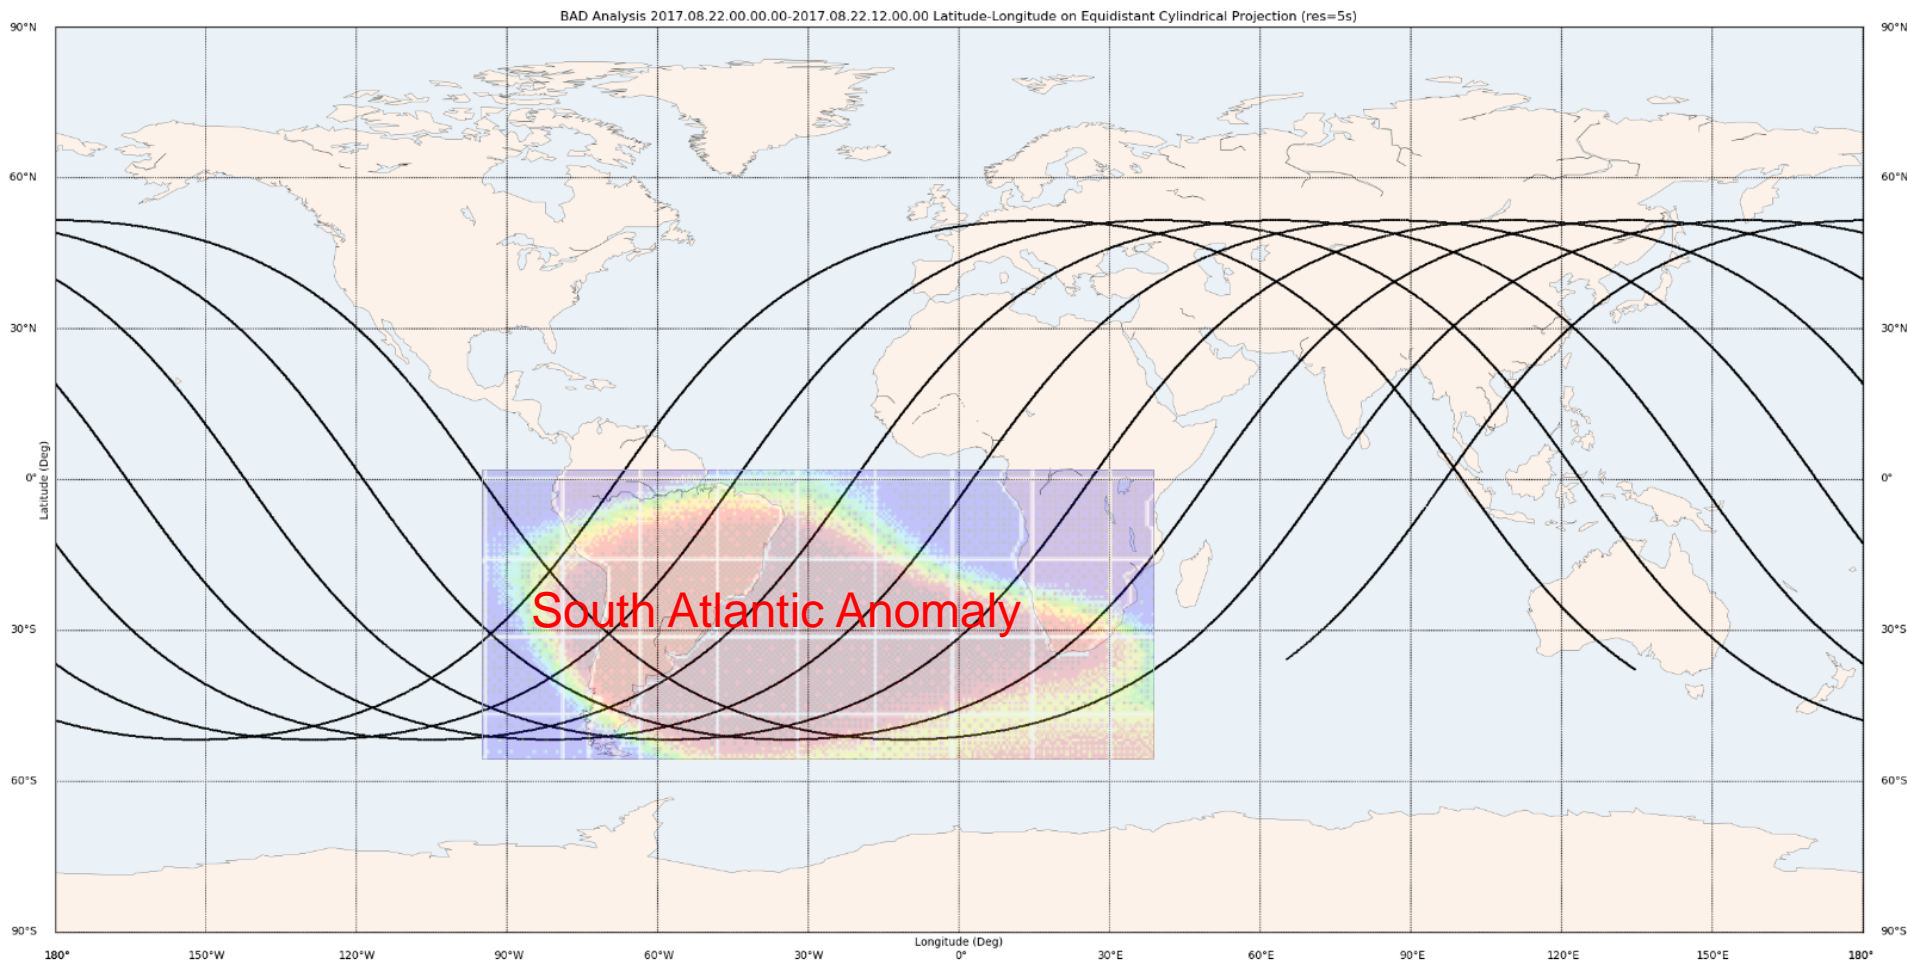 BAD Analysis 2017.08.22.00.00.00-2017.08.22.12.00.00 Latitude-Longitude on Equidistant Cylindrical Projection (res=5s)
90°N 90°N
60°N 60°N
30°N 30°N
Latitude (Deg)
0° 0°
South Atlantic Anomaly
30°S 30°S
60°S 60°S
90°S 90°S
Longitude (Deg)
180° 150°W 120°W 90°W 60°W 30°W 0° 30°E 60°E 90°E 120°E 150°E 180°